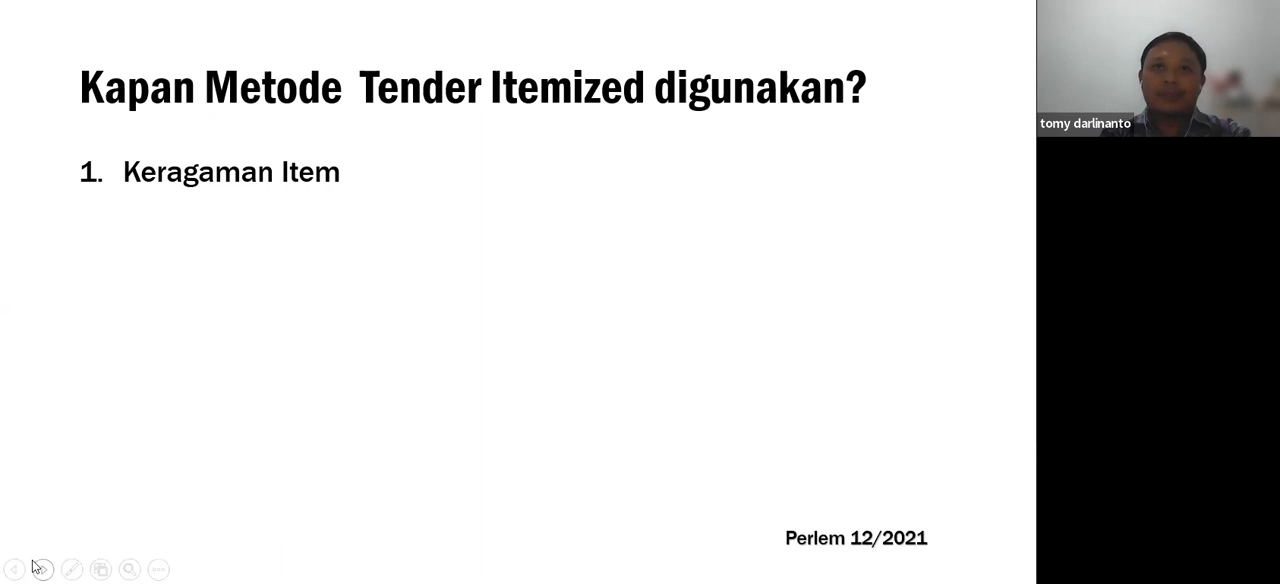 Kapan Metode Tender Itemized digunakan?
1. Keragaman Item
Perlem 12/2021
tomy darlinanto